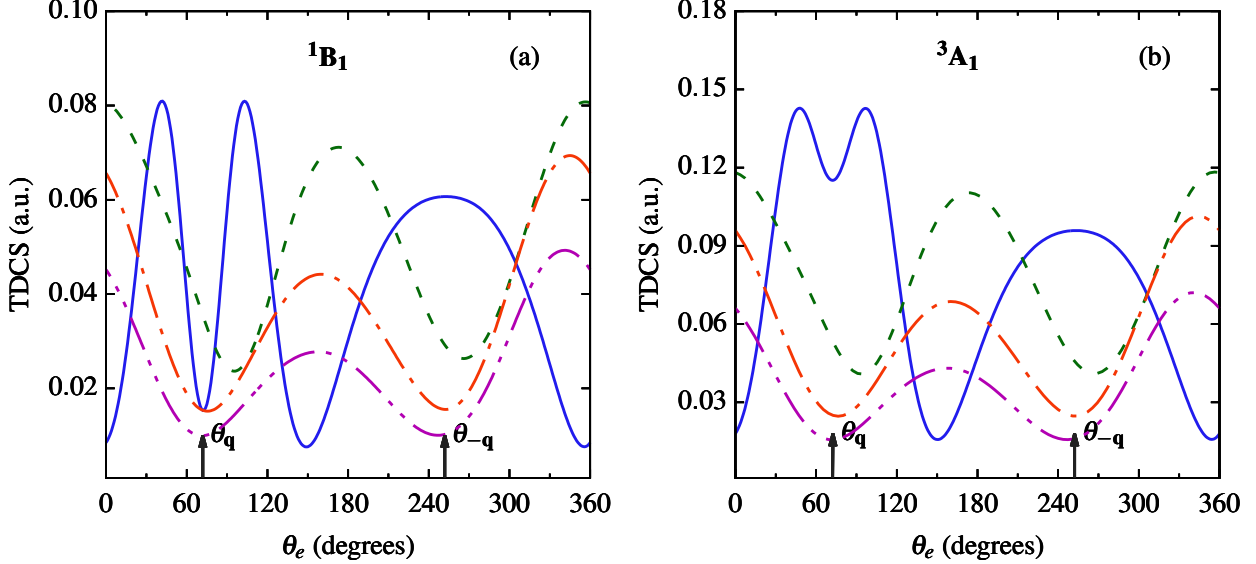 0.10
0.08
0.06
0.04
0.02
TDCS (a.u.)
¹B₁
(a)
θq
θ₋q
0 60 120 180 240 300 360
θe (degrees)
0.18
0.15
0.12
0.09
0.06
0.03
TDCS (a.u.)
³A₁
(b)
θq
θ₋q
0 60 120 180 240 300 360
θe (degrees)